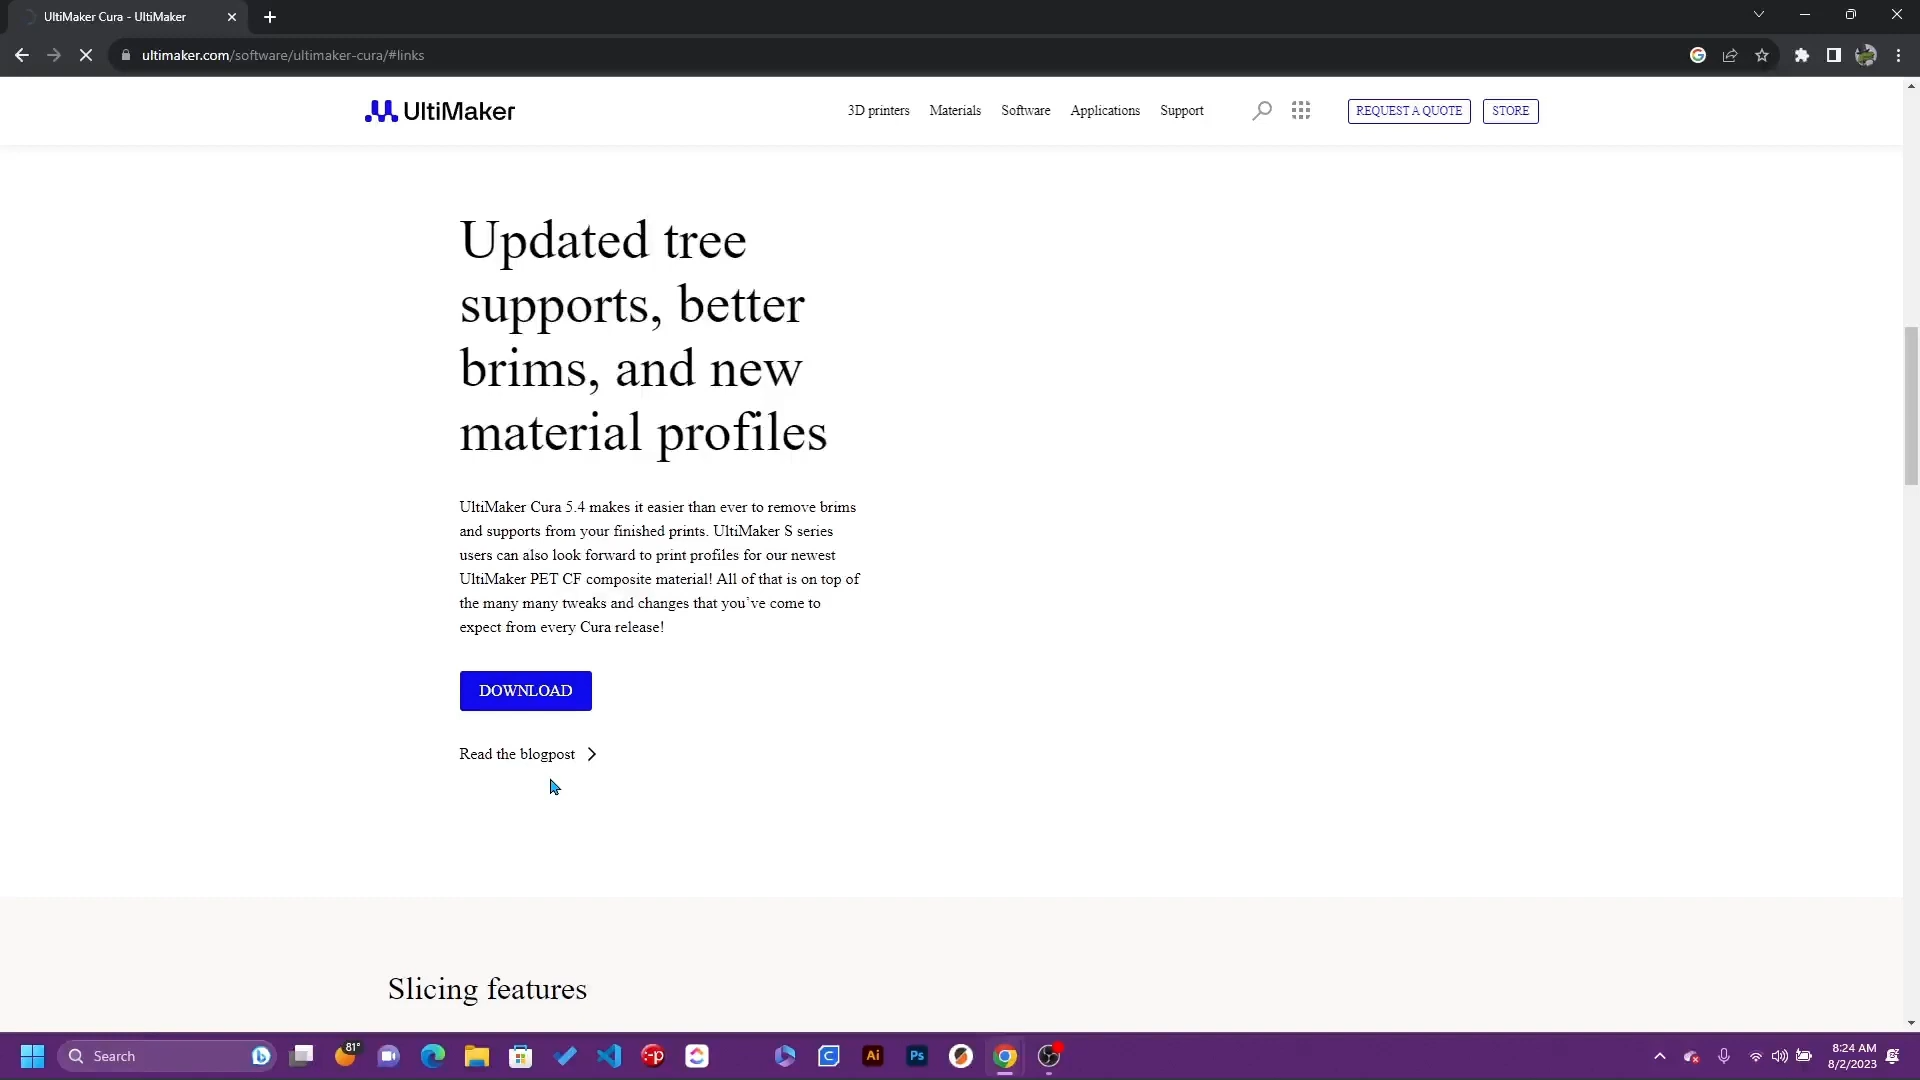 UltiMaker Cura - UltiMaker
ultimaker.com/software/ultimaker-cura/#links
UltiMaker
3D printers
Materials
Software
Applications
Support
REQUEST A QUOTE
STORE
Updated tree
supports, better
brims, and new
material profiles
UltiMaker Cura 5.4 makes it easier than ever to remove brims
and supports from your finished prints. UltiMaker S series
users can also look forward to print profiles for our newest
UltiMaker PET CF composite material! All of that is on top of
the many many tweaks and changes that you’ve come to
expect from every Cura release!
DOWNLOAD
Read the blogpost
Slicing features
Search
81°
Ai
Ps
8:24 AM
8/2/2023